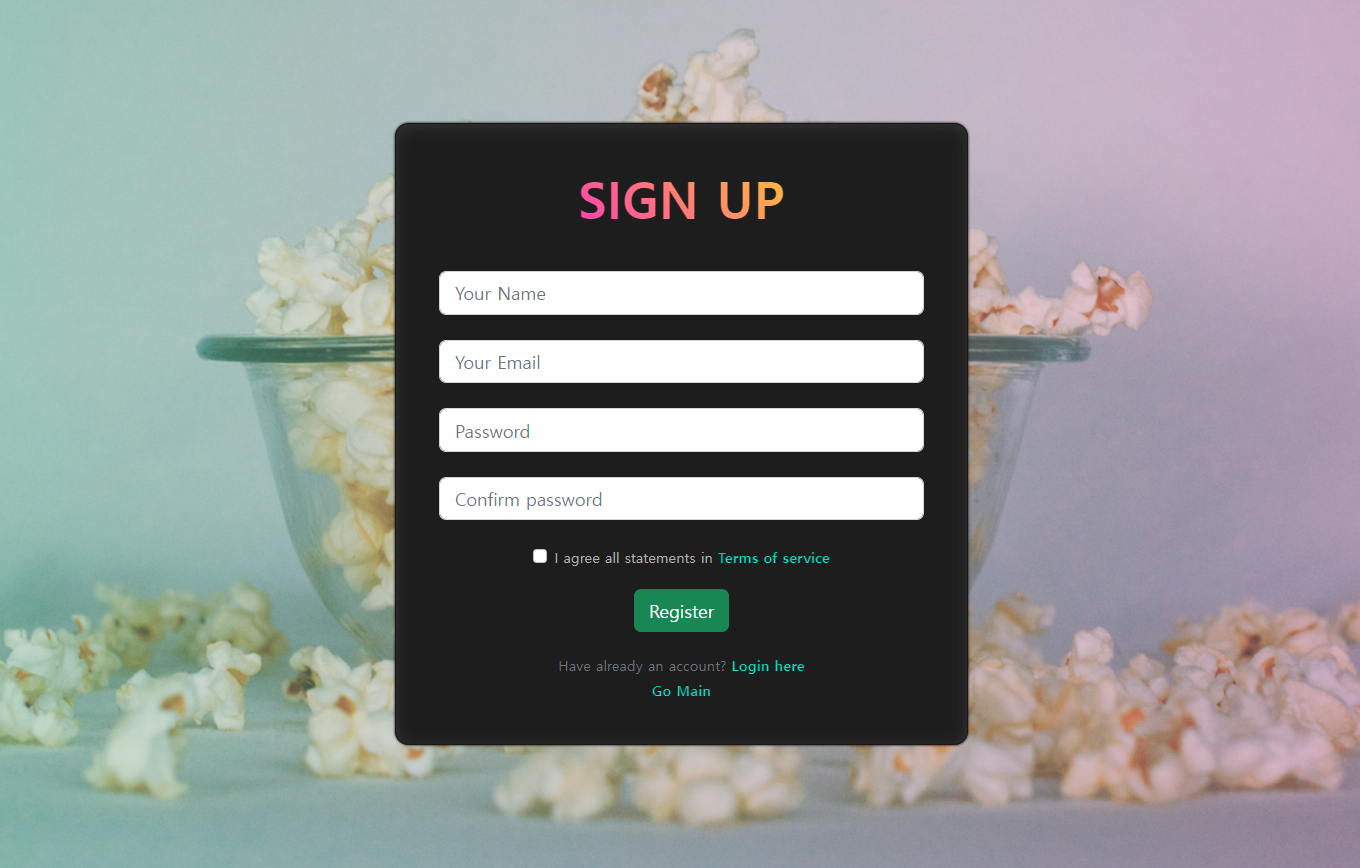 SIGN UP
Your Name
Your Email
Password
Confirm password
I agree all statements in Terms of service
Register
Have already an account? Login here
Go Main